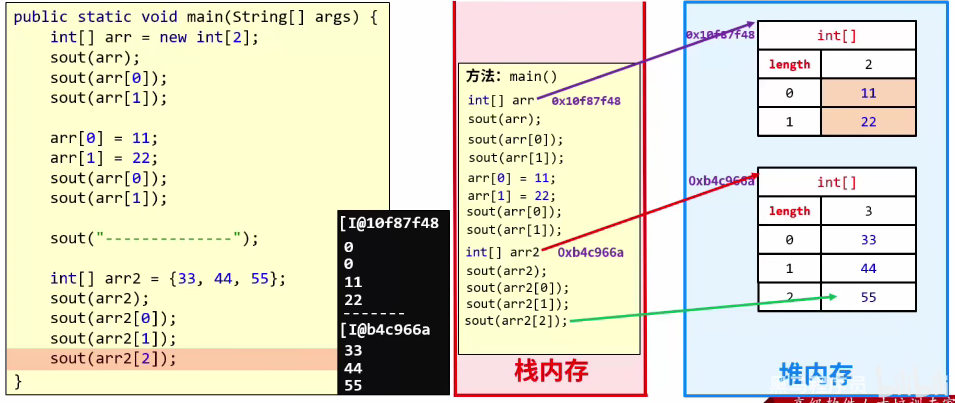 public static void main(String[] args) {
int[] arr = new int[2];
sout(arr);
sout(arr[0]);
sout(arr[1]);
arr[0] = 11;
arr[1] = 22;
sout(arr[0]);
sout(arr[1]);
sout("--------------");
int[] arr2 = {33, 44, 55};
sout(arr2);
sout(arr2[0]);
sout(arr2[1]);
sout(arr2[2]);
}
[I@10f87f48
0
0
11
22
-------
[I@b4c966a
33
44
55
方法：main()
int[] arr 0x10f87f48
sout(arr);
sout(arr[0]);
sout(arr[1]);
arr[0] = 11;
arr[1] = 22;
sout(arr[0]);
sout(arr[1]);
int[] arr2 0xb4c966a
sout(arr2);
sout(arr2[0]);
sout(arr2[1]);
sout(arr2[2]);
栈内存
0x10f87f48
int[]
length 2
0 11
1 22
0xb4c966a
int[]
length 3
0 33
1 44
2 55
堆内存